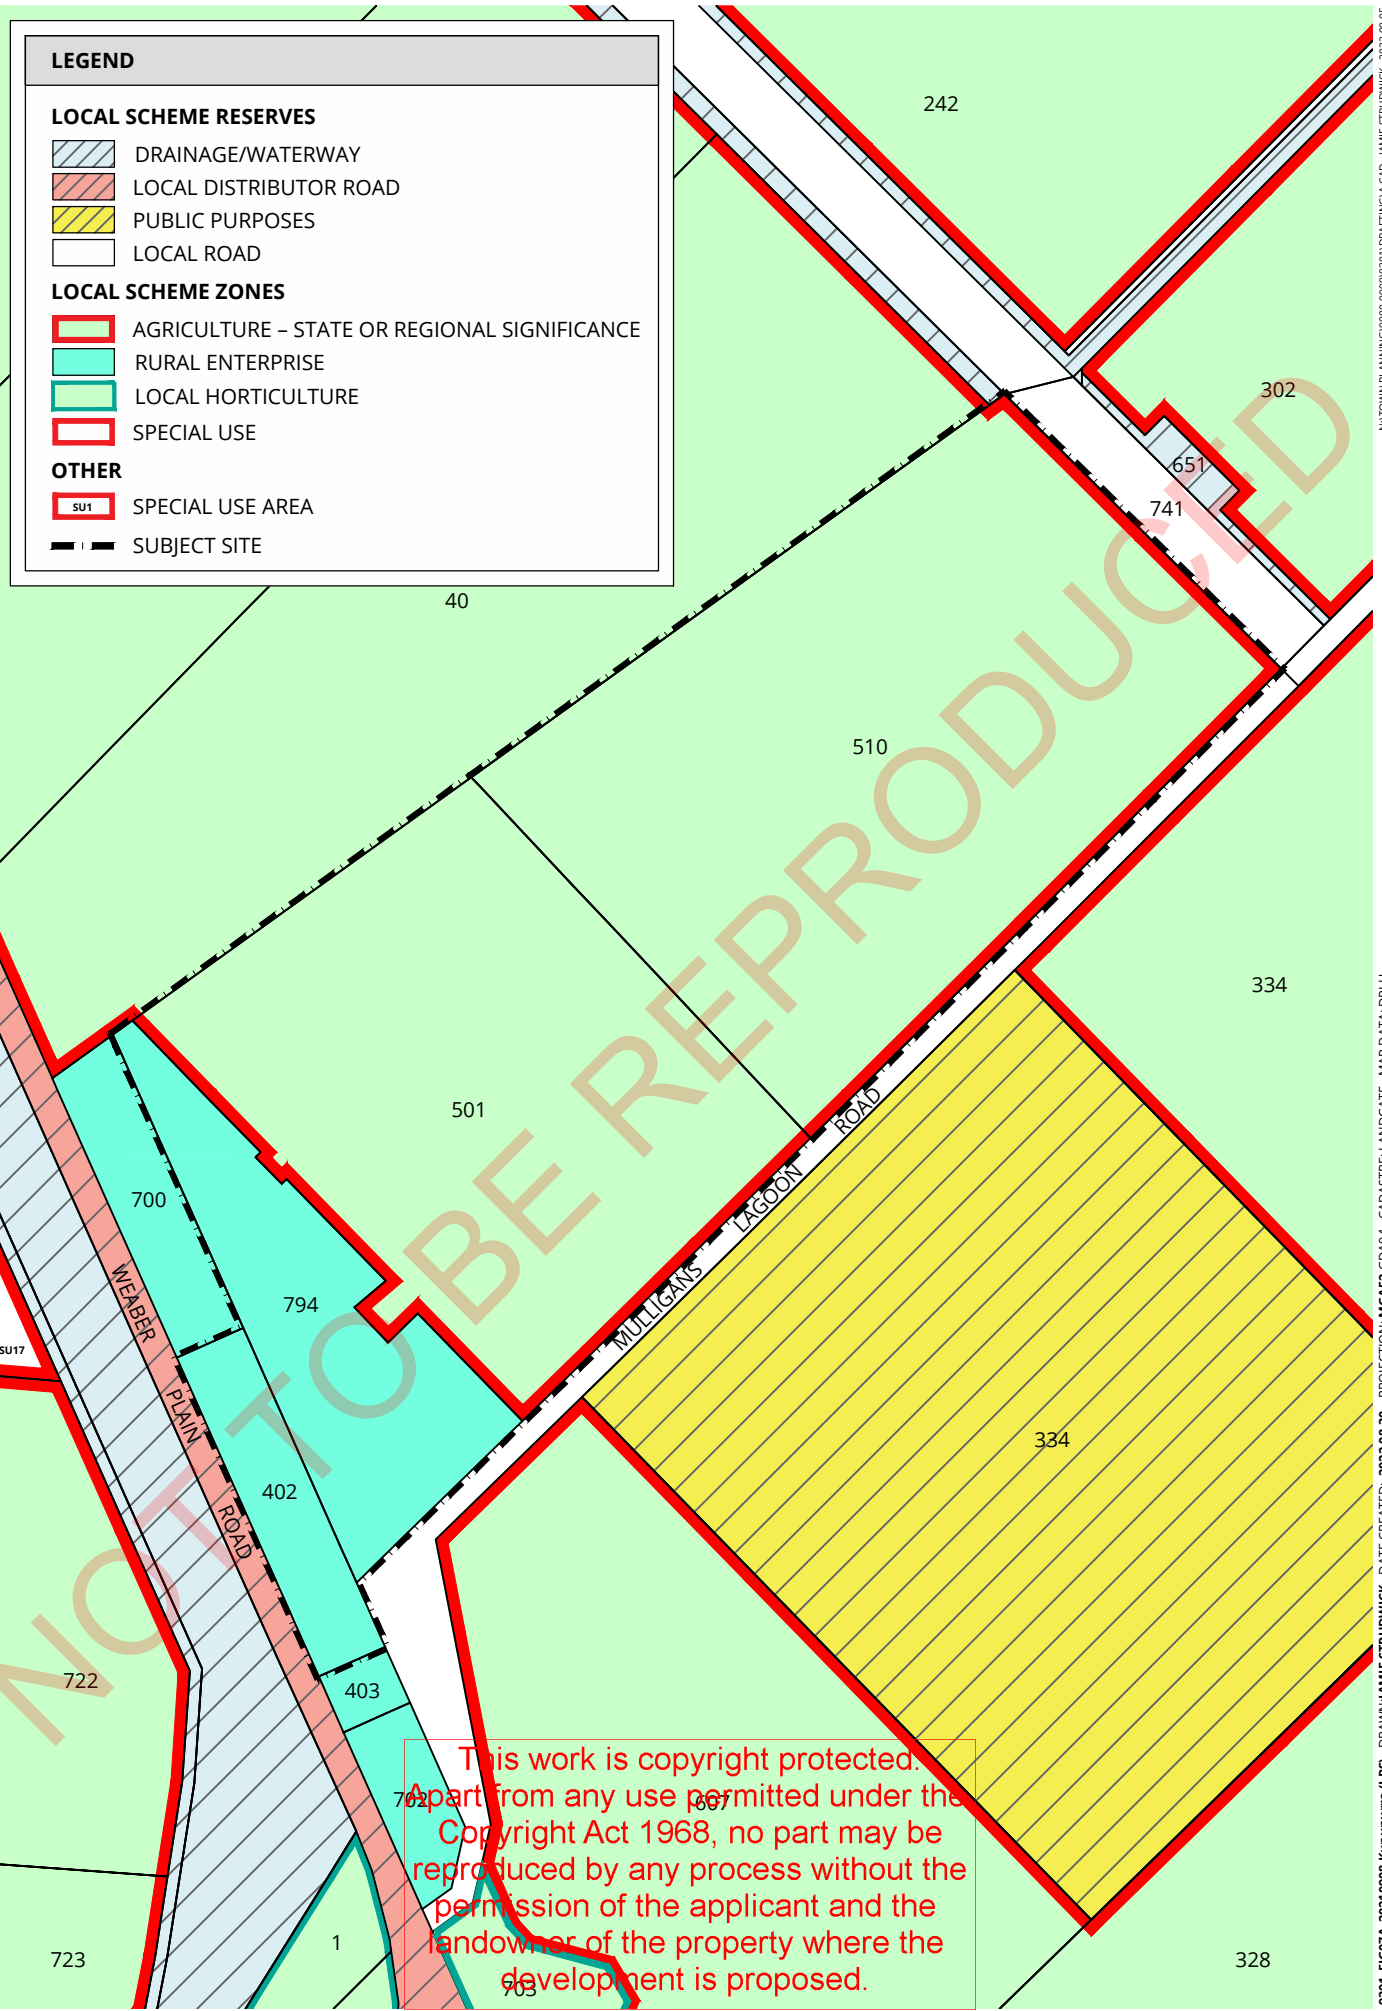 LEGEND
LOCAL SCHEME RESERVES
DRAINAGE/WATERWAY
LOCAL DISTRIBUTOR ROAD
PUBLIC PURPOSES
LOCAL ROAD
LOCAL SCHEME ZONES
AGRICULTURE – STATE OR REGIONAL SIGNIFICANCE
RURAL ENTERPRISE
LOCAL HORTICULTURE
SPECIAL USE
OTHER
SU1 SPECIAL USE AREA
SUBJECT SITE
242
302
651
741
40
510
334
501
700
794
MULLIGANS LAGOON ROAD
WEABER PLAIN ROAD
SU17
402
334
722
403
702
607
1
723
703
328
NOT TO BE REPRODUCED
This work is copyright protected.
Apart from any use permitted under the
Copyright Act 1968, no part may be
reproduced by any process without the
permission of the applicant and the
landowner of the property where the
development is proposed.